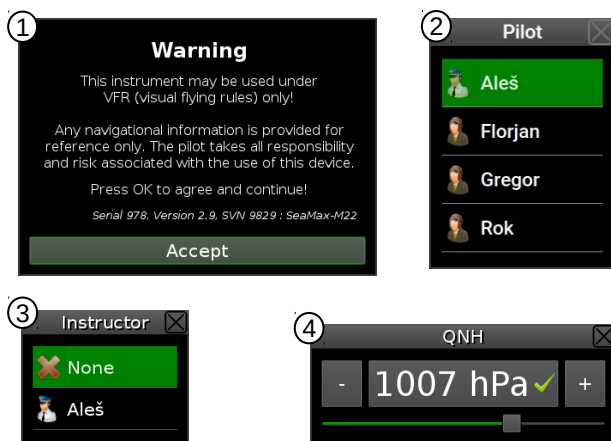 1
Warning
This instrument may be used under
VFR (visual flying rules) only!
Any navigational information is provided for
reference only. The pilot takes all responsibility
and risk associated with the use of this device.
Press OK to agree and continue!
Serial 978, Version 2.9, SVN 9829 : SeaMax-M22
Accept
2
Pilot
Aleš
Florjan
Gregor
Rok
3
Instructor
None
Aleš
4
QNH
- 1007 hPa +